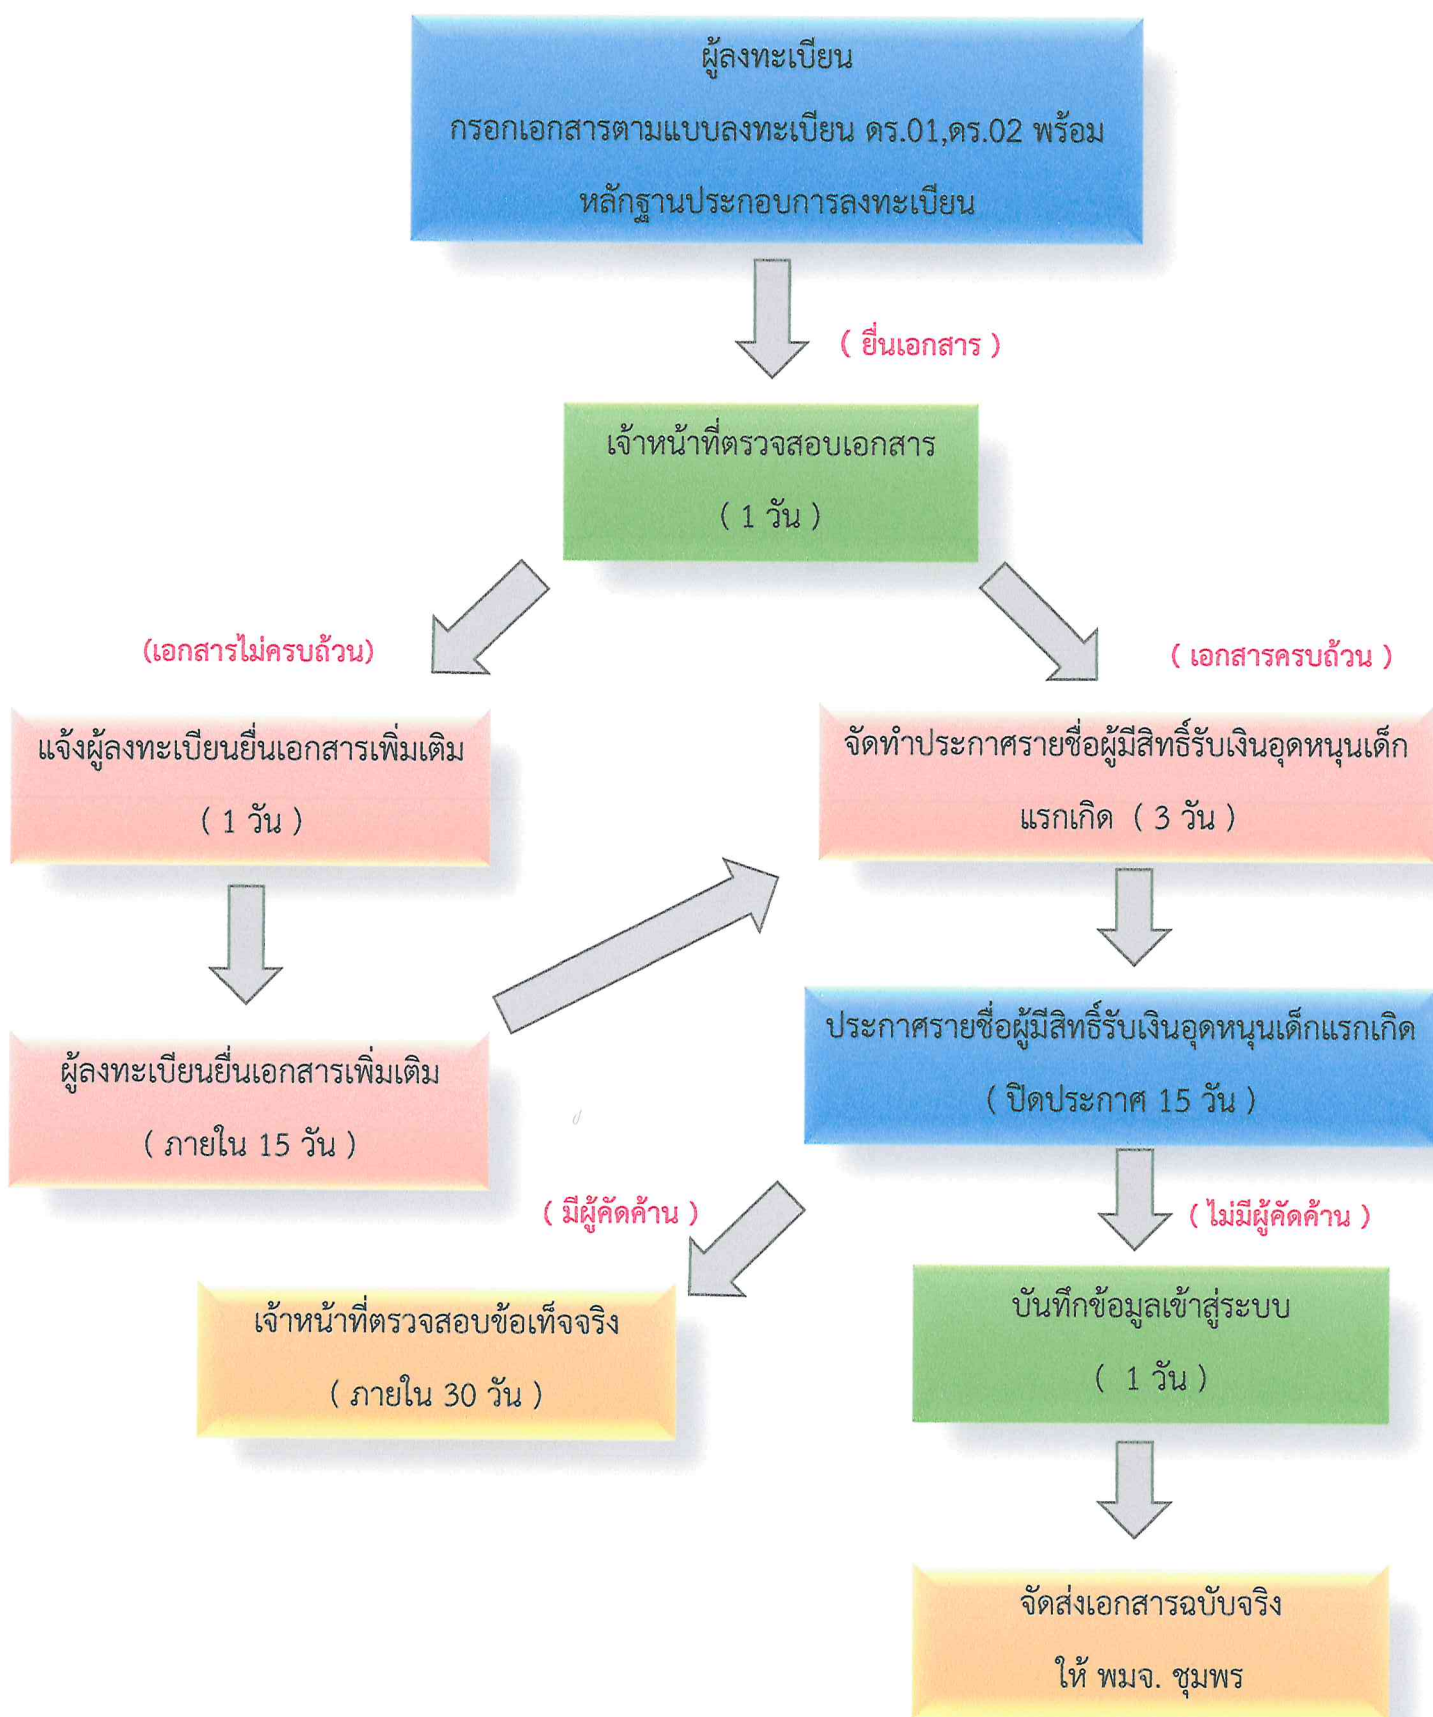 ผู้ลงทะเบียน
กรอกเอกสารตามแบบลงทะเบียน ดร.01,ดร.02 พร้อม
หลักฐานประกอบการลงทะเบียน
( ยื่นเอกสาร )
เจ้าหน้าที่ตรวจสอบเอกสาร
( 1 วัน )
(เอกสารไม่ครบถ้วน)
( เอกสารครบถ้วน )
แจ้งผู้ลงทะเบียนยื่นเอกสารเพิ่มเติม
( 1 วัน )
จัดทำประกาศรายชื่อผู้มีสิทธิ์รับเงินอุดหนุนเด็ก
แรกเกิด ( 3 วัน )
ผู้ลงทะเบียนยื่นเอกสารเพิ่มเติม
( ภายใน 15 วัน )
ประกาศรายชื่อผู้มีสิทธิ์รับเงินอุดหนุนเด็กแรกเกิด
( ปิดประกาศ 15 วัน )
( มีผู้คัดค้าน )
( ไม่มีผู้คัดค้าน )
เจ้าหน้าที่ตรวจสอบข้อเท็จจริง
( ภายใน 30 วัน )
บันทึกข้อมูลเข้าสู่ระบบ
( 1 วัน )
จัดส่งเอกสารฉบับจริง
ให้ พมจ. ชุมพร